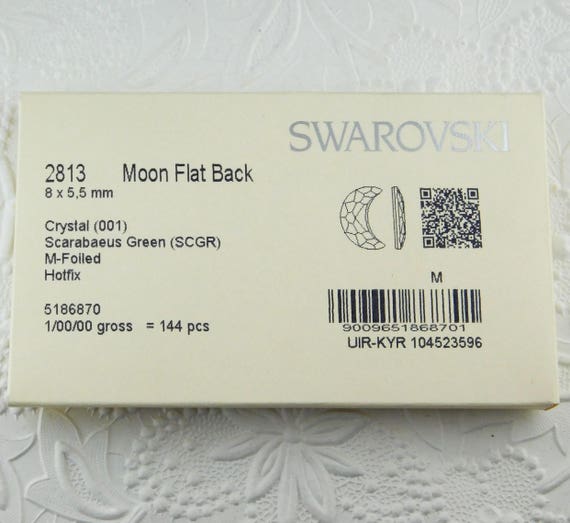 SWAROVSKI
2813 Moon Flat Back
8 x 5,5 mm
Crystal (001)
Scarabaeus Green (SCGR)
M-Foiled
Hotfix
5186870
1/00/00 gross = 144 pcs
M
9009651868701
UIR-KYR 104523596